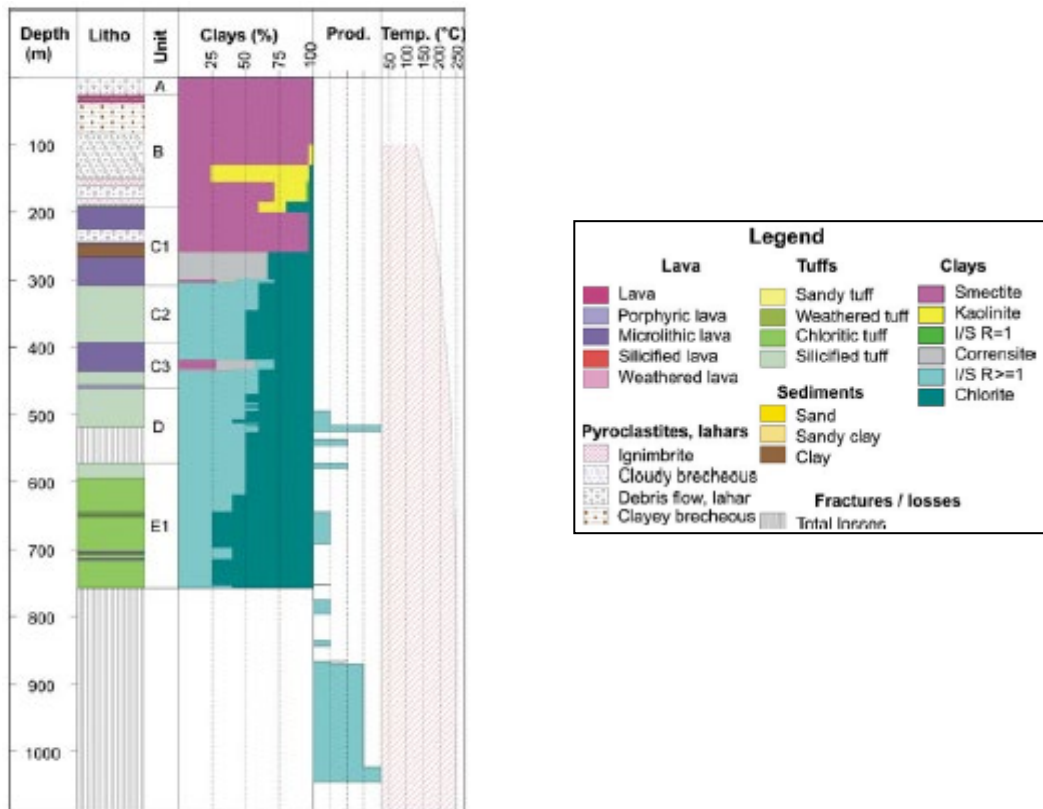 Depth (m)
Litho
Unit
Clays (%)
25 50 75 100
Prod.
Temp. (°C)
50 100 150 200 250
A
B
C1
C2
C3
D
E1
100
200
300
400
500
600
700
800
900
1000
Legend
Lava
Lava
Porphyric lava
Microlithic lava
Silicified lava
Weathered lava
Pyroclastites, lahars
Ignimbrite
Cloudy brecheous
Debris flow, lahar
Clayey brecheous
Tuffs
Sandy tuff
Weathered tuff
Chloritic tuff
Silicified tuff
Sediments
Sand
Sandy clay
Clay
Fractures / losses
Total losses
Clays
Smectite
Kaolinite
I/S R=1
Corrensite
I/S R>=1
Chlorite